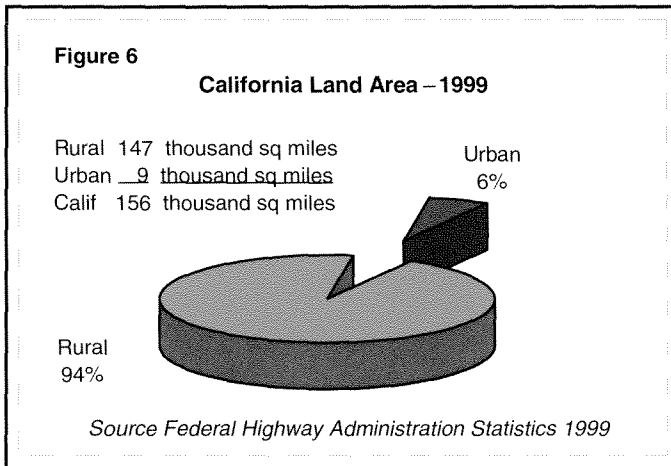 Figure 6
California Land Area – 1999
Rural 147 thousand sq miles
Urban 9 thousand sq miles
Calif 156 thousand sq miles
Urban
6%
Rural
94%
Source Federal Highway Administration Statistics 1999